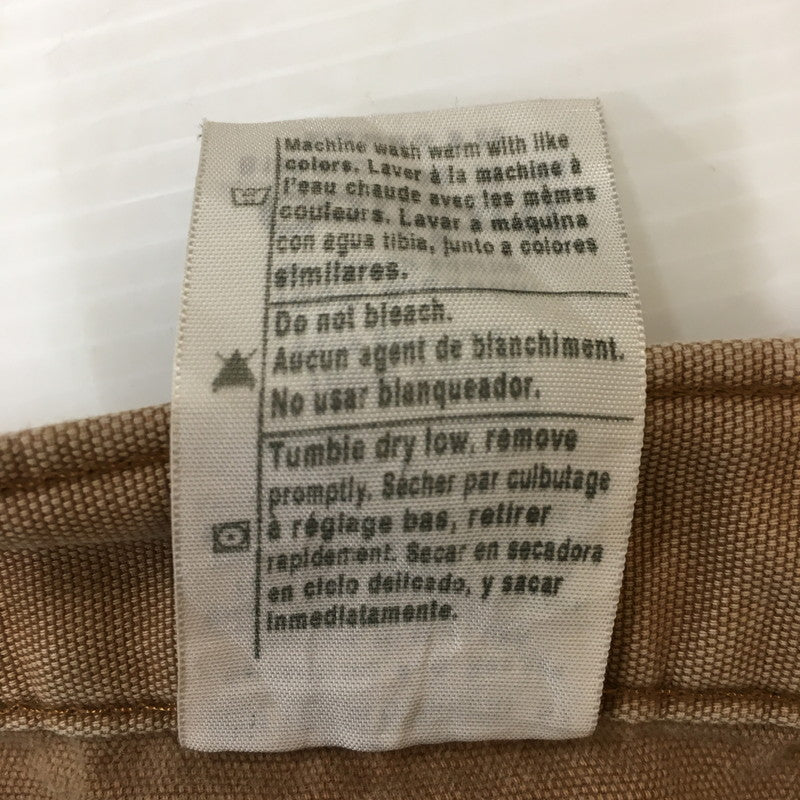 Machine wash warm with like
colors. Laver à la machine à
l'eau chaude avec les mêmes
couleurs. Lavar a máquina
con agua tibia, junto a colores
similares.
Do not bleach.
Aucun agent de blanchiment.
No usar blanqueador.
Tumble dry low, remove
promptly. Sécher par culbutage
à réglage bas, retirer
rapidement. Secar en secadora
en ciclo delicado, y sacar
inmediatamente.